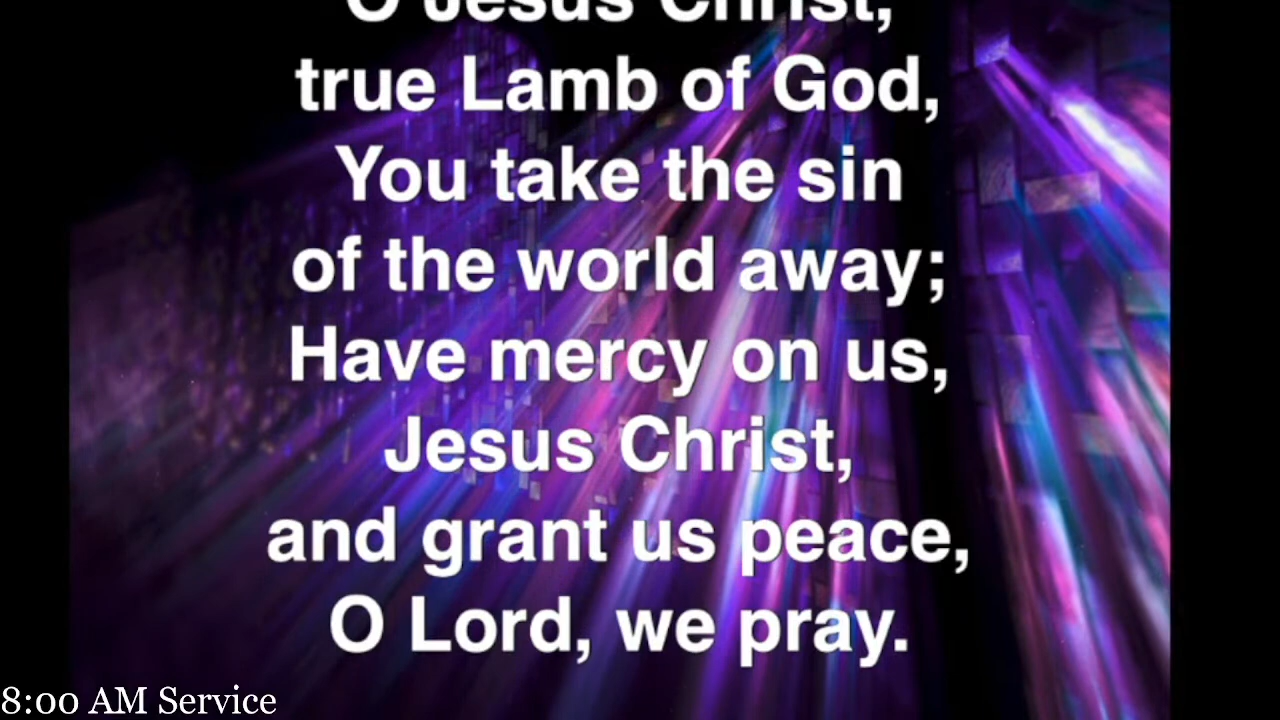 O Jesus Christ,
true Lamb of God,
You take the sin
of the world away;
Have mercy on us,
Jesus Christ,
and grant us peace,
O Lord, we pray.
8:00 AM Service